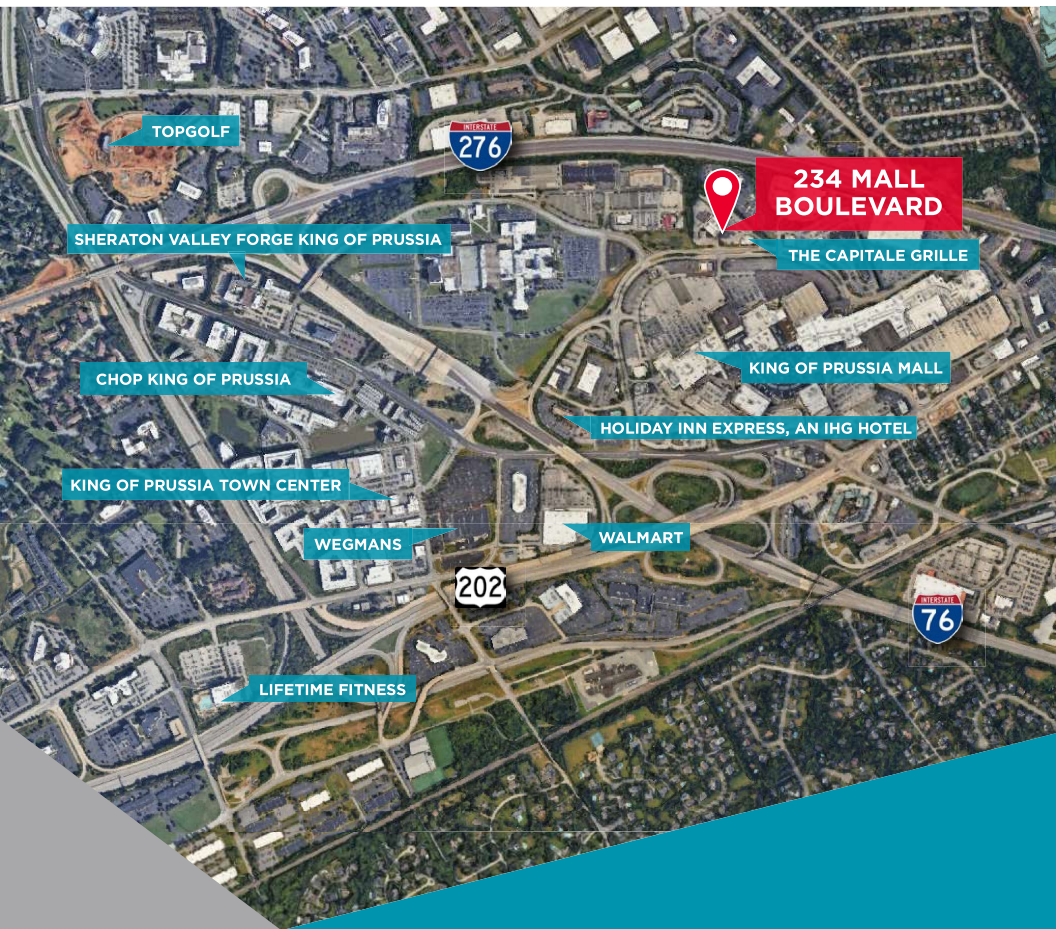 TOPGOLF
INTERSTATE
276
234 MALL
BOULEVARD
SHERATON VALLEY FORGE KING OF PRUSSIA
THE CAPITALE GRILLE
KING OF PRUSSIA MALL
CHOP KING OF PRUSSIA
HOLIDAY INN EXPRESS, AN IHG HOTEL
KING OF PRUSSIA TOWN CENTER
WEGMANS
WALMART
202
INTERSTATE
76
LIFETIME FITNESS